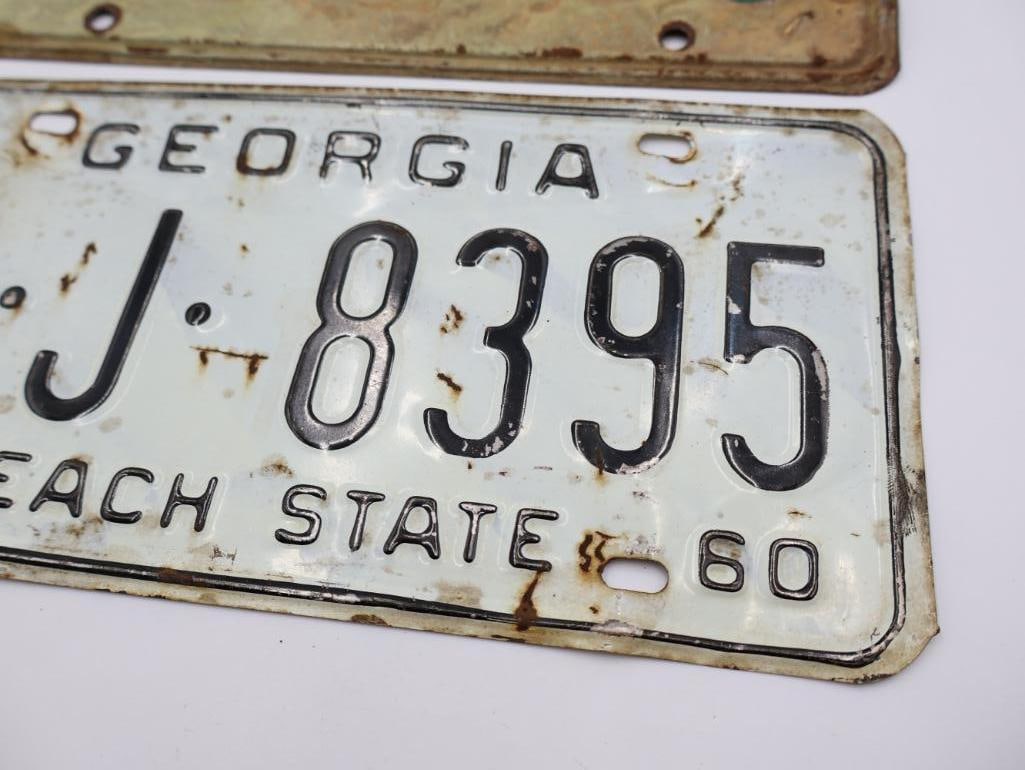 GEORGIA
J·8395
EACH STATE 60